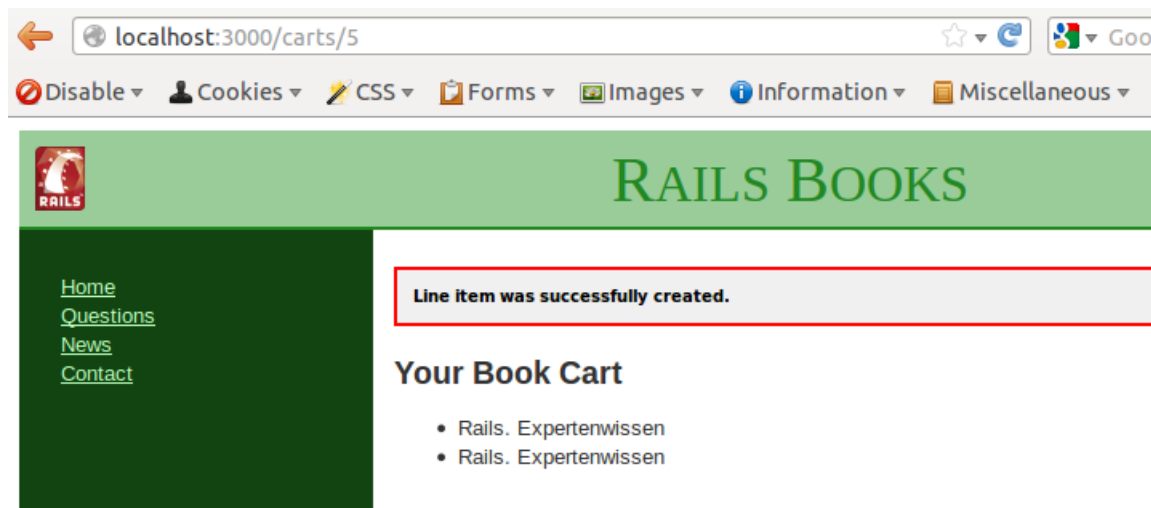 localhost:3000/carts/5
Goo
Disable Cookies CSS Forms Images Information Miscellaneous
RAILS
RAILS BOOKS
Home
Questions
News
Contact
Line item was successfully created.
Your Book Cart
• Rails. Expertenwissen
• Rails. Expertenwissen